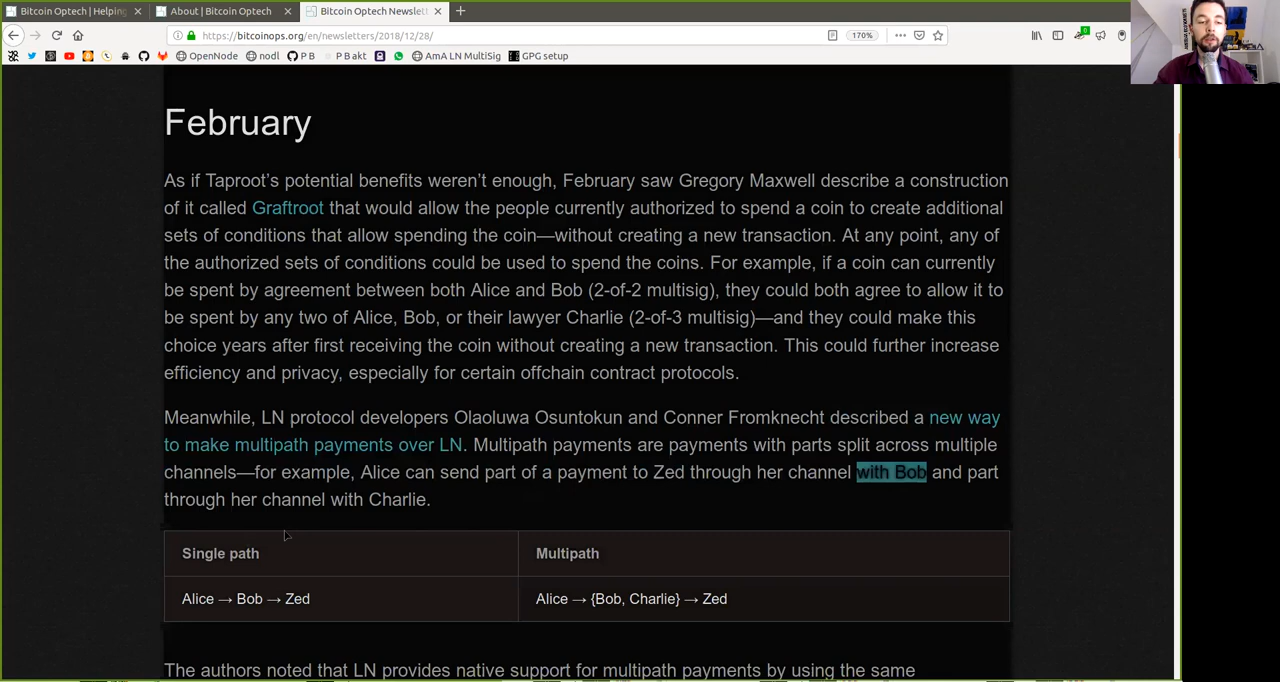 Bitcoin Optech | Helping
About | Bitcoin Optech
Bitcoin Optech Newslet
https://bitcoinops.org/en/newsletters/2018/12/28/
170%
OpenNode
nodl
P B
P B akt
AmA LN MultiSig
GPG setup
February
As if Taproot’s potential benefits weren’t enough, February saw Gregory Maxwell describe a construction
of it called Graftroot that would allow the people currently authorized to spend a coin to create additional
sets of conditions that allow spending the coin—without creating a new transaction. At any point, any of
the authorized sets of conditions could be used to spend the coins. For example, if a coin can currently
be spent by agreement between both Alice and Bob (2-of-2 multisig), they could both agree to allow it to
be spent by any two of Alice, Bob, or their lawyer Charlie (2-of-3 multisig)—and they could make this
choice years after first receiving the coin without creating a new transaction. This could further increase
efficiency and privacy, especially for certain offchain contract protocols.
Meanwhile, LN protocol developers Olaoluwa Osuntokun and Conner Fromknecht described a new way
to make multipath payments over LN. Multipath payments are payments with parts split across multiple
channels—for example, Alice can send part of a payment to Zed through her channel with Bob and part
through her channel with Charlie.
Single path
Multipath
Alice → Bob → Zed
Alice → {Bob, Charlie} → Zed
The authors noted that LN provides native support for multipath payments by using the same